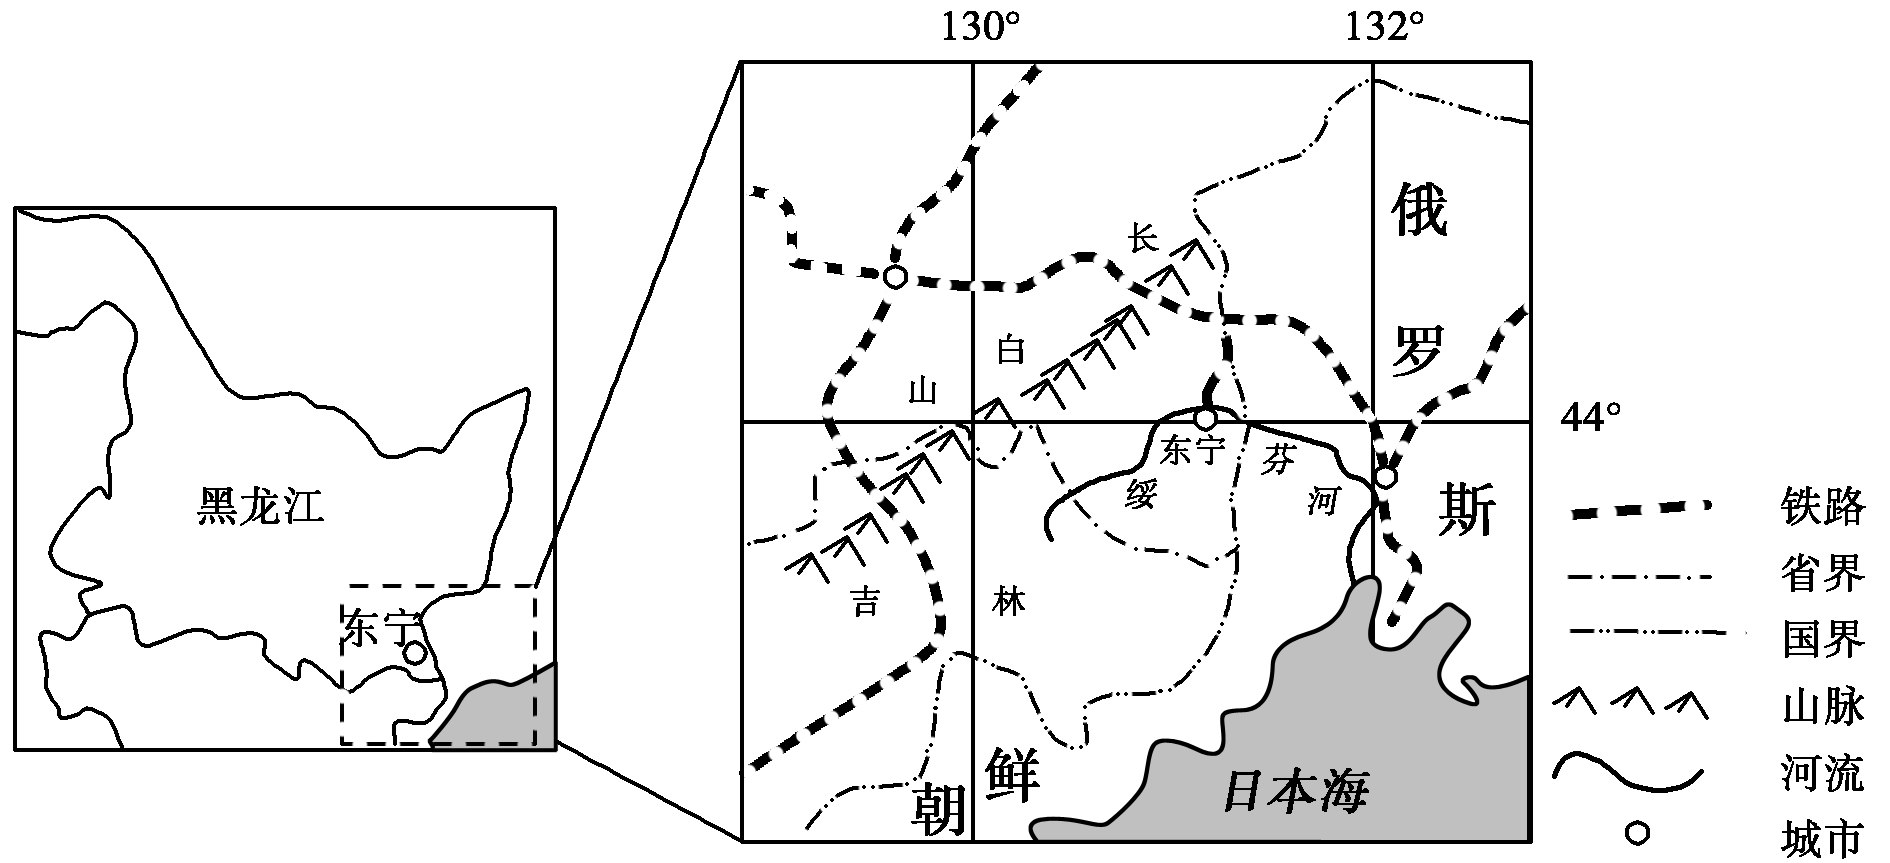 130°
132°
俄
罗
斯
长
白
山
44°
东宁
绥
芬
河
黑龙江
东宁
吉
林
朝
鲜
日本海
铁路
省界
国界
山脉
河流
城市